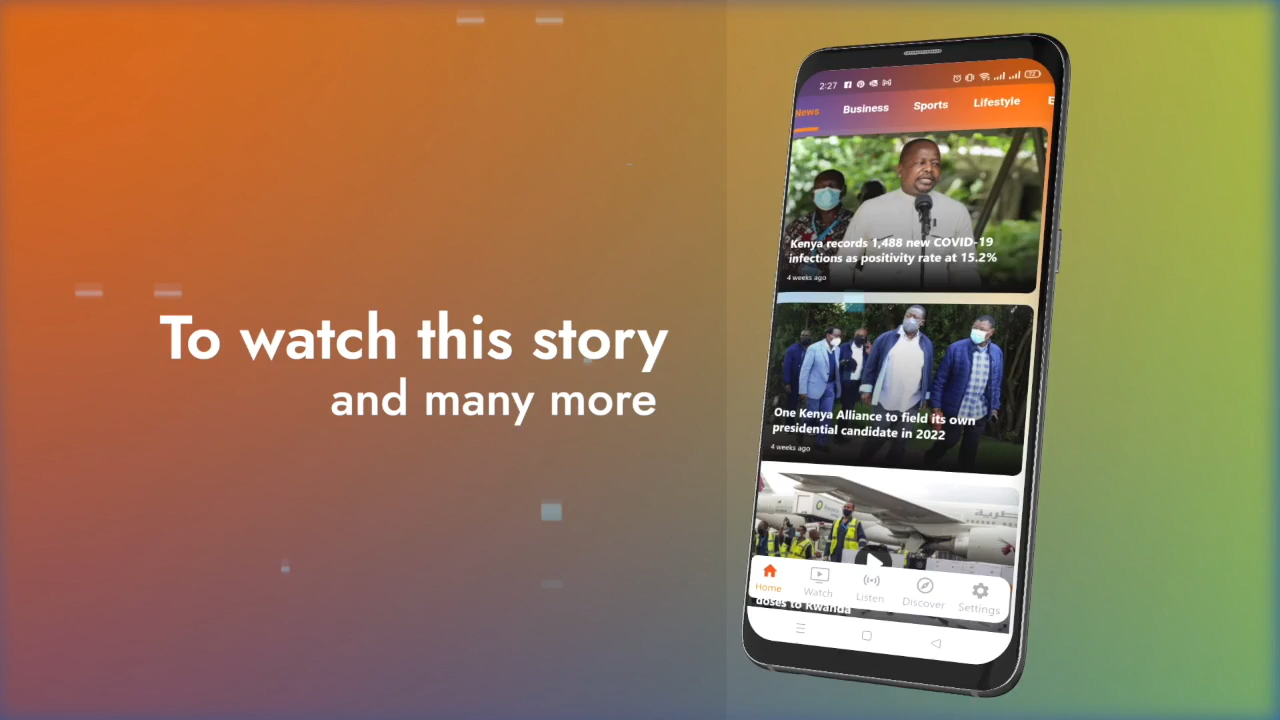 To watch this story
and many more
2:27
News Business Sports Lifestyle E
Kenya records 1,488 new COVID-19
infections as positivity rate at 15.2%
4 weeks ago
One Kenya Alliance to field its own
presidential candidate in 2022
4 weeks ago
Home Watch Listen Discover Settings
doses to Rwanda